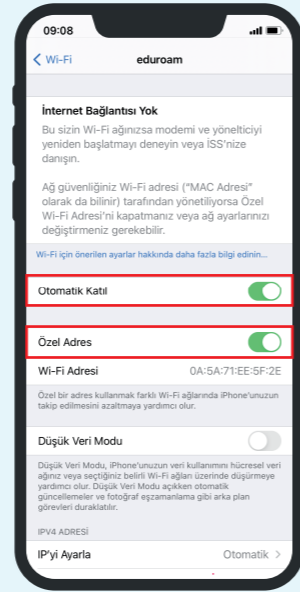 09:08
Wi-Fi
eduroam
İnternet Bağlantısı Yok
Bu sizin Wi-Fi ağınızsa modemi ve yönelticiyi
yeniden başlatmayı deneyin veya İSS'nize
danışın.
Ağ güvenliğiniz Wi-Fi adresi ("MAC Adresi"
olarak da bilinir) tarafından yönetiliyorsa Özel
Wi-Fi Adresi'ni kapatmanız veya ağ ayarlarınızı
değiştirmeniz gerekebilir.
Wi-Fi için önerilen ayarlar hakkında daha fazla bilgi edinin...
Otomatik Katıl
Özel Adres
Wi-Fi Adresi 0A:5A:71:EE:5F:2E
Özel bir adres kullanmak farklı Wi-Fi ağlarında iPhone'unuzun
takip edilmesini azaltmaya yardımcı olur.
Düşük Veri Modu
Düşük Veri Modu, iPhone'unuzun veri kullanımını hücresel veri
ağınız veya seçtiğiniz belirli Wi-Fi ağları üzerinde düşürmeye
yardımcı olur. Düşük Veri Modu açıkken otomatik
güncellemeler ve fotoğraf eşzamanlama gibi arka plan
görevleri duraklatılır.
IPV4 ADRESİ
IP'yi Ayarla Otomatik